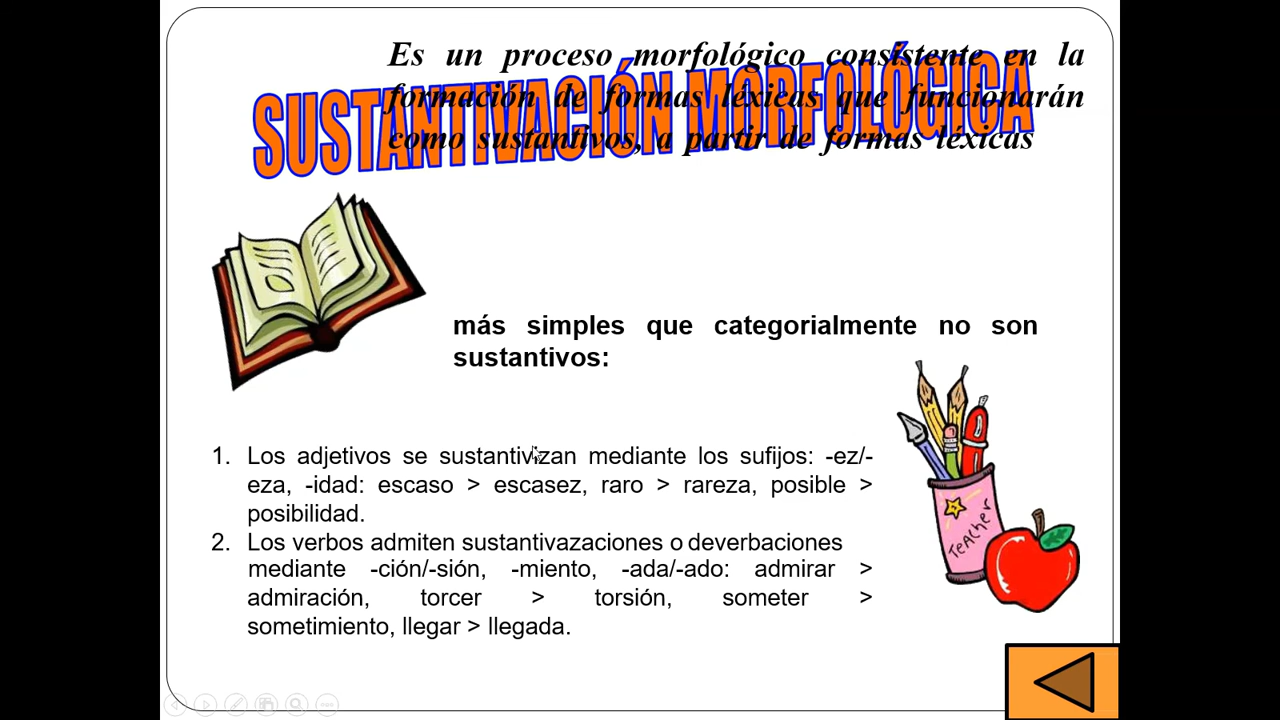 SUSTANTIVACIÓN MORFOLÓGICA
Es un proceso morfológico consistente en la
formación de formas léxicas que funcionarán
como sustantivos, a partir de formas léxicas
más simples que categorialmente no son
sustantivos:
1. Los adjetivos se sustantivizan mediante los sufijos: -ez/-
eza, -idad: escaso > escasez, raro > rareza, posible >
posibilidad.
2. Los verbos admiten sustantivazaciones o deverbaciones
mediante -ción/-sión, -miento, -ada/-ado: admirar >
admiración, torcer > torsión, someter >
sometimiento, llegar > llegada.
TEACHER